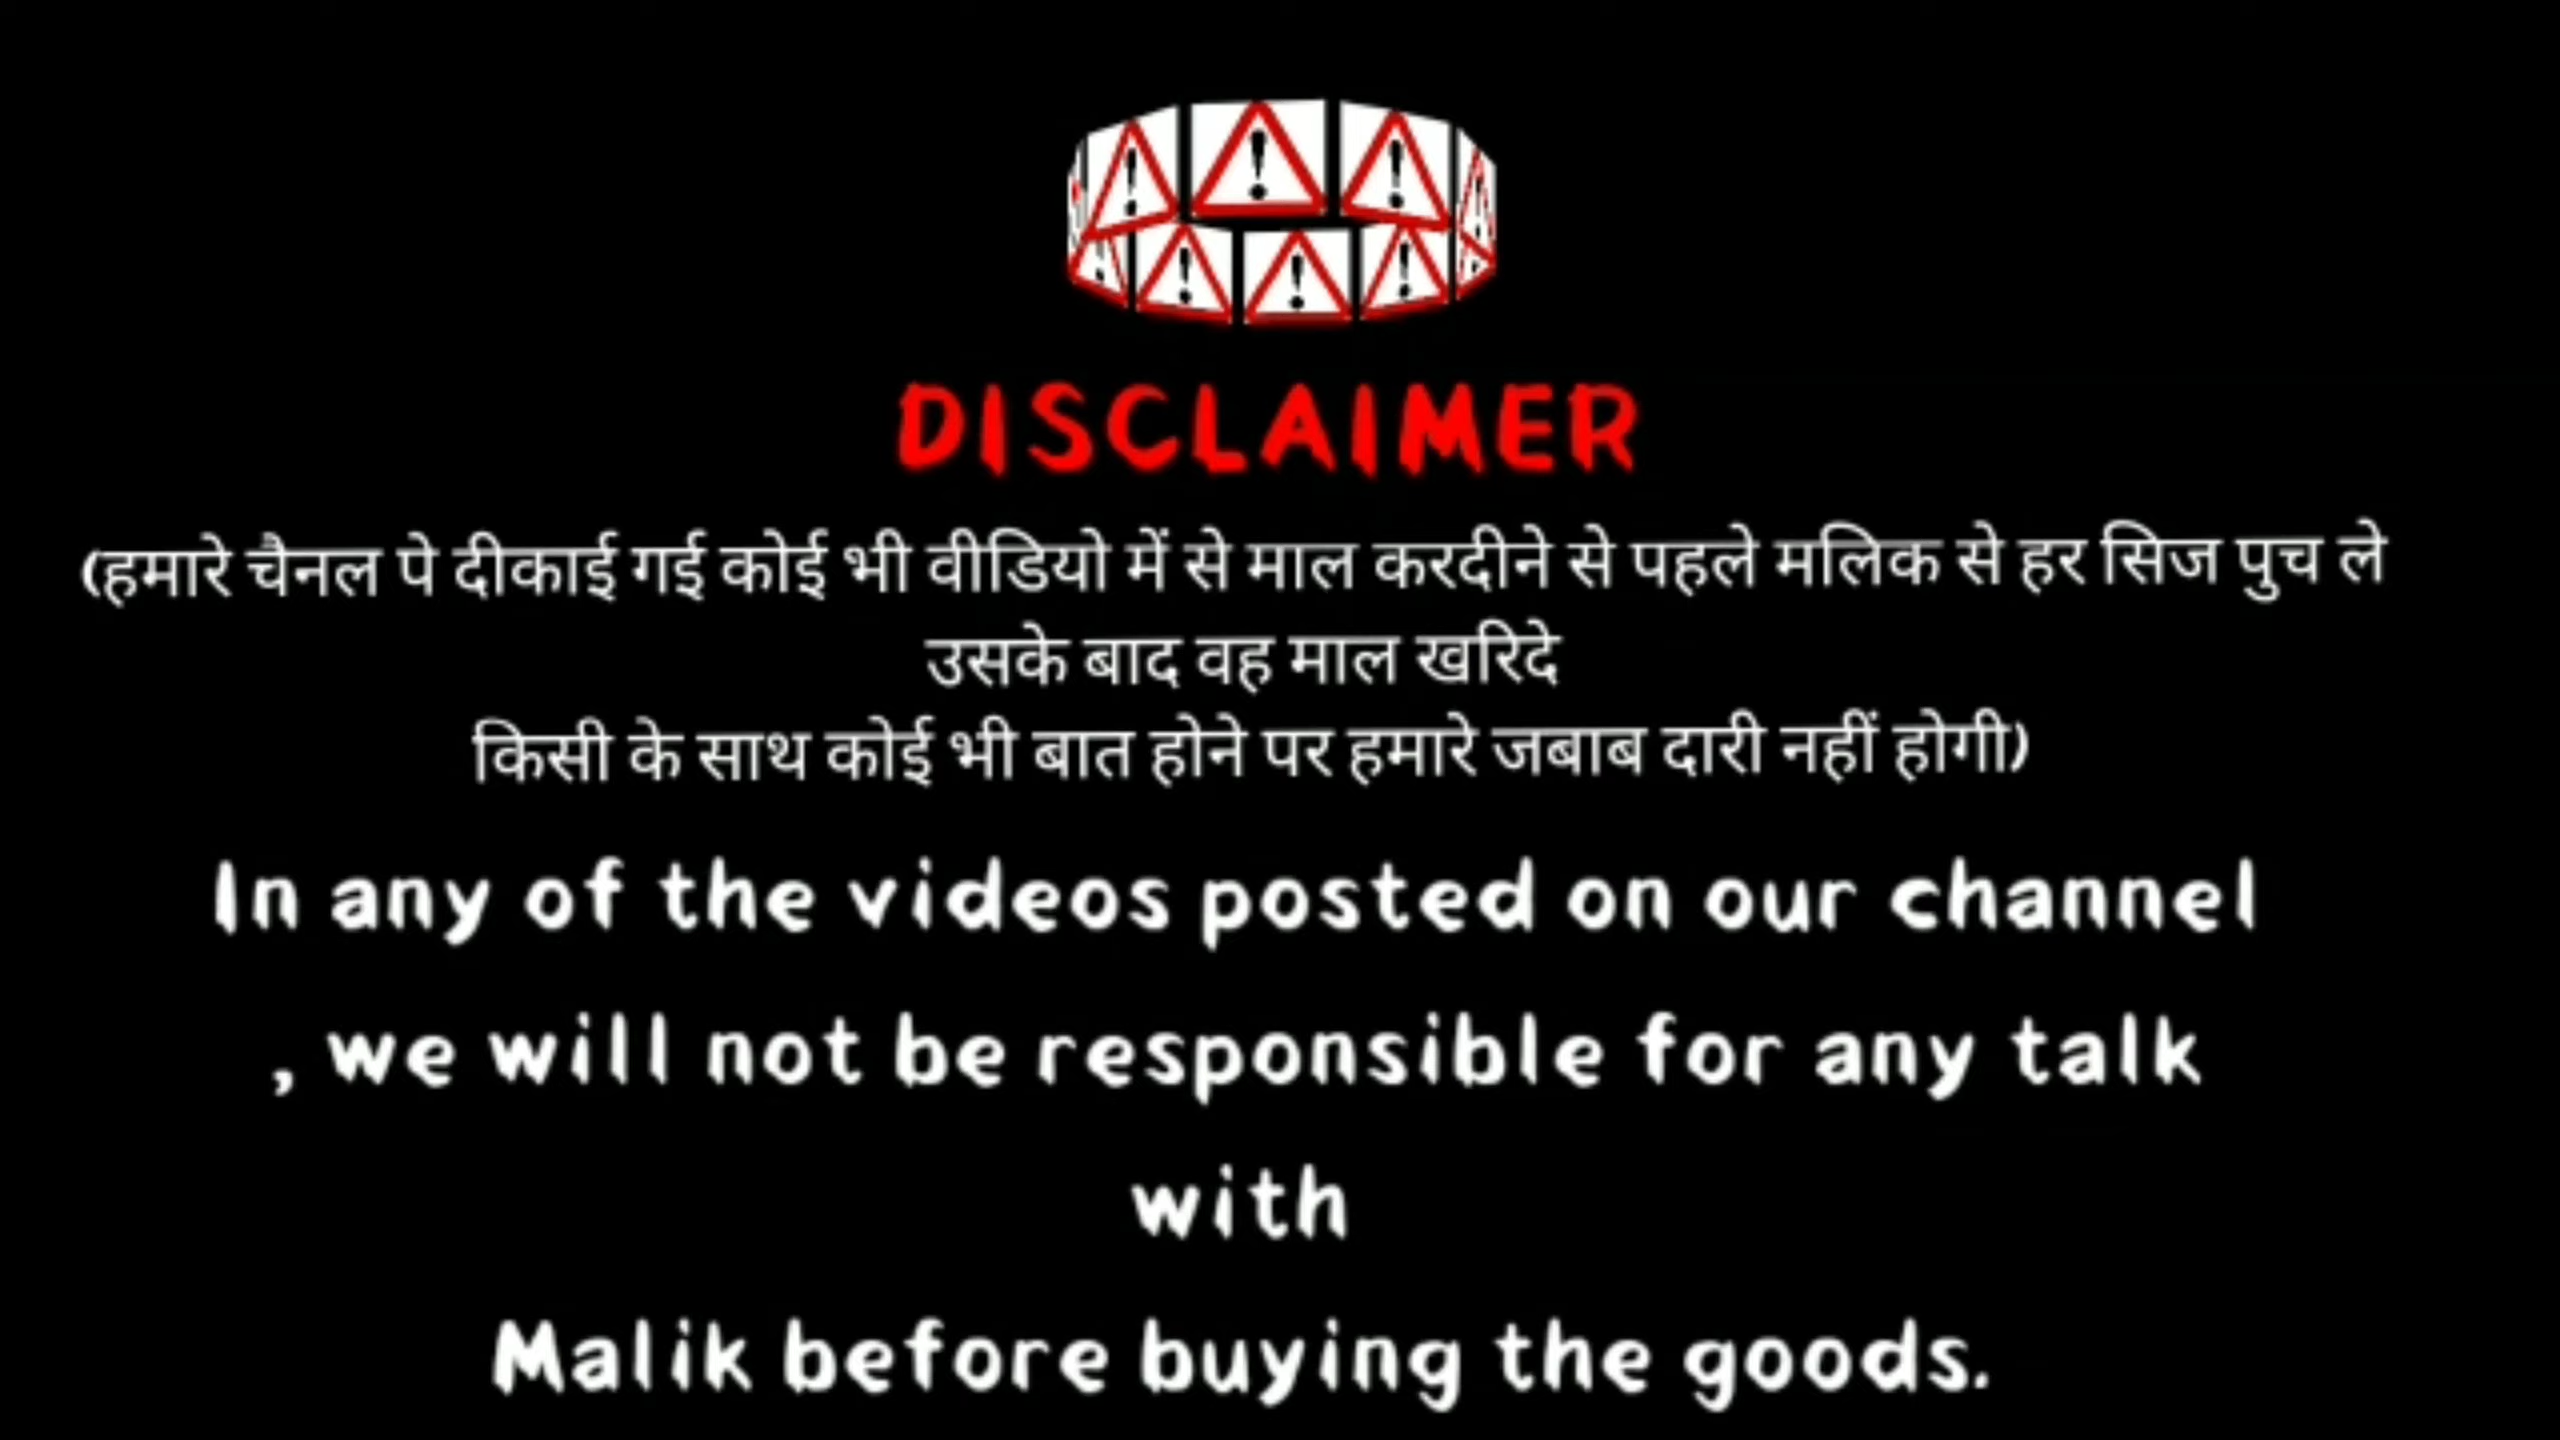 DISCLAIMER
(हमारे चैनल पे दीकाई गई कोई भी वीडियो में से माल करदीने से पहले मलिक से हर सिज पुच ले
उसके बाद वह माल खरिदे
किसी के साथ कोई भी बात होने पर हमारे जबाब दारी नहीं होगी)
In any of the videos posted on our channel
, we will not be responsible for any talk
with
Malik before buying the goods.